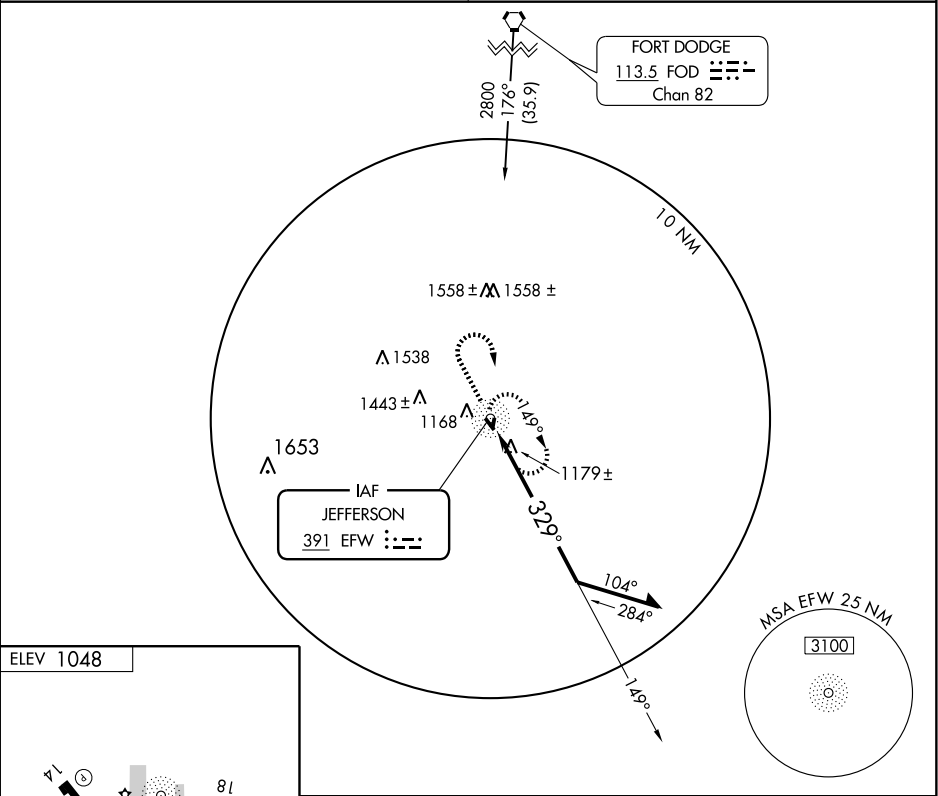 FORT DODGE
113.5 FOD
Chan 82
2800
176°
(35.9)
10 NM
1558 ± 1558 ±
1538
1443 ±
1168
149°
1653
1179 ±
IAF
JEFFERSON
391 EFW
329°
104°
284°
MSA EFW 25 NM
3100
149°
ELEV 1048
14
P
18